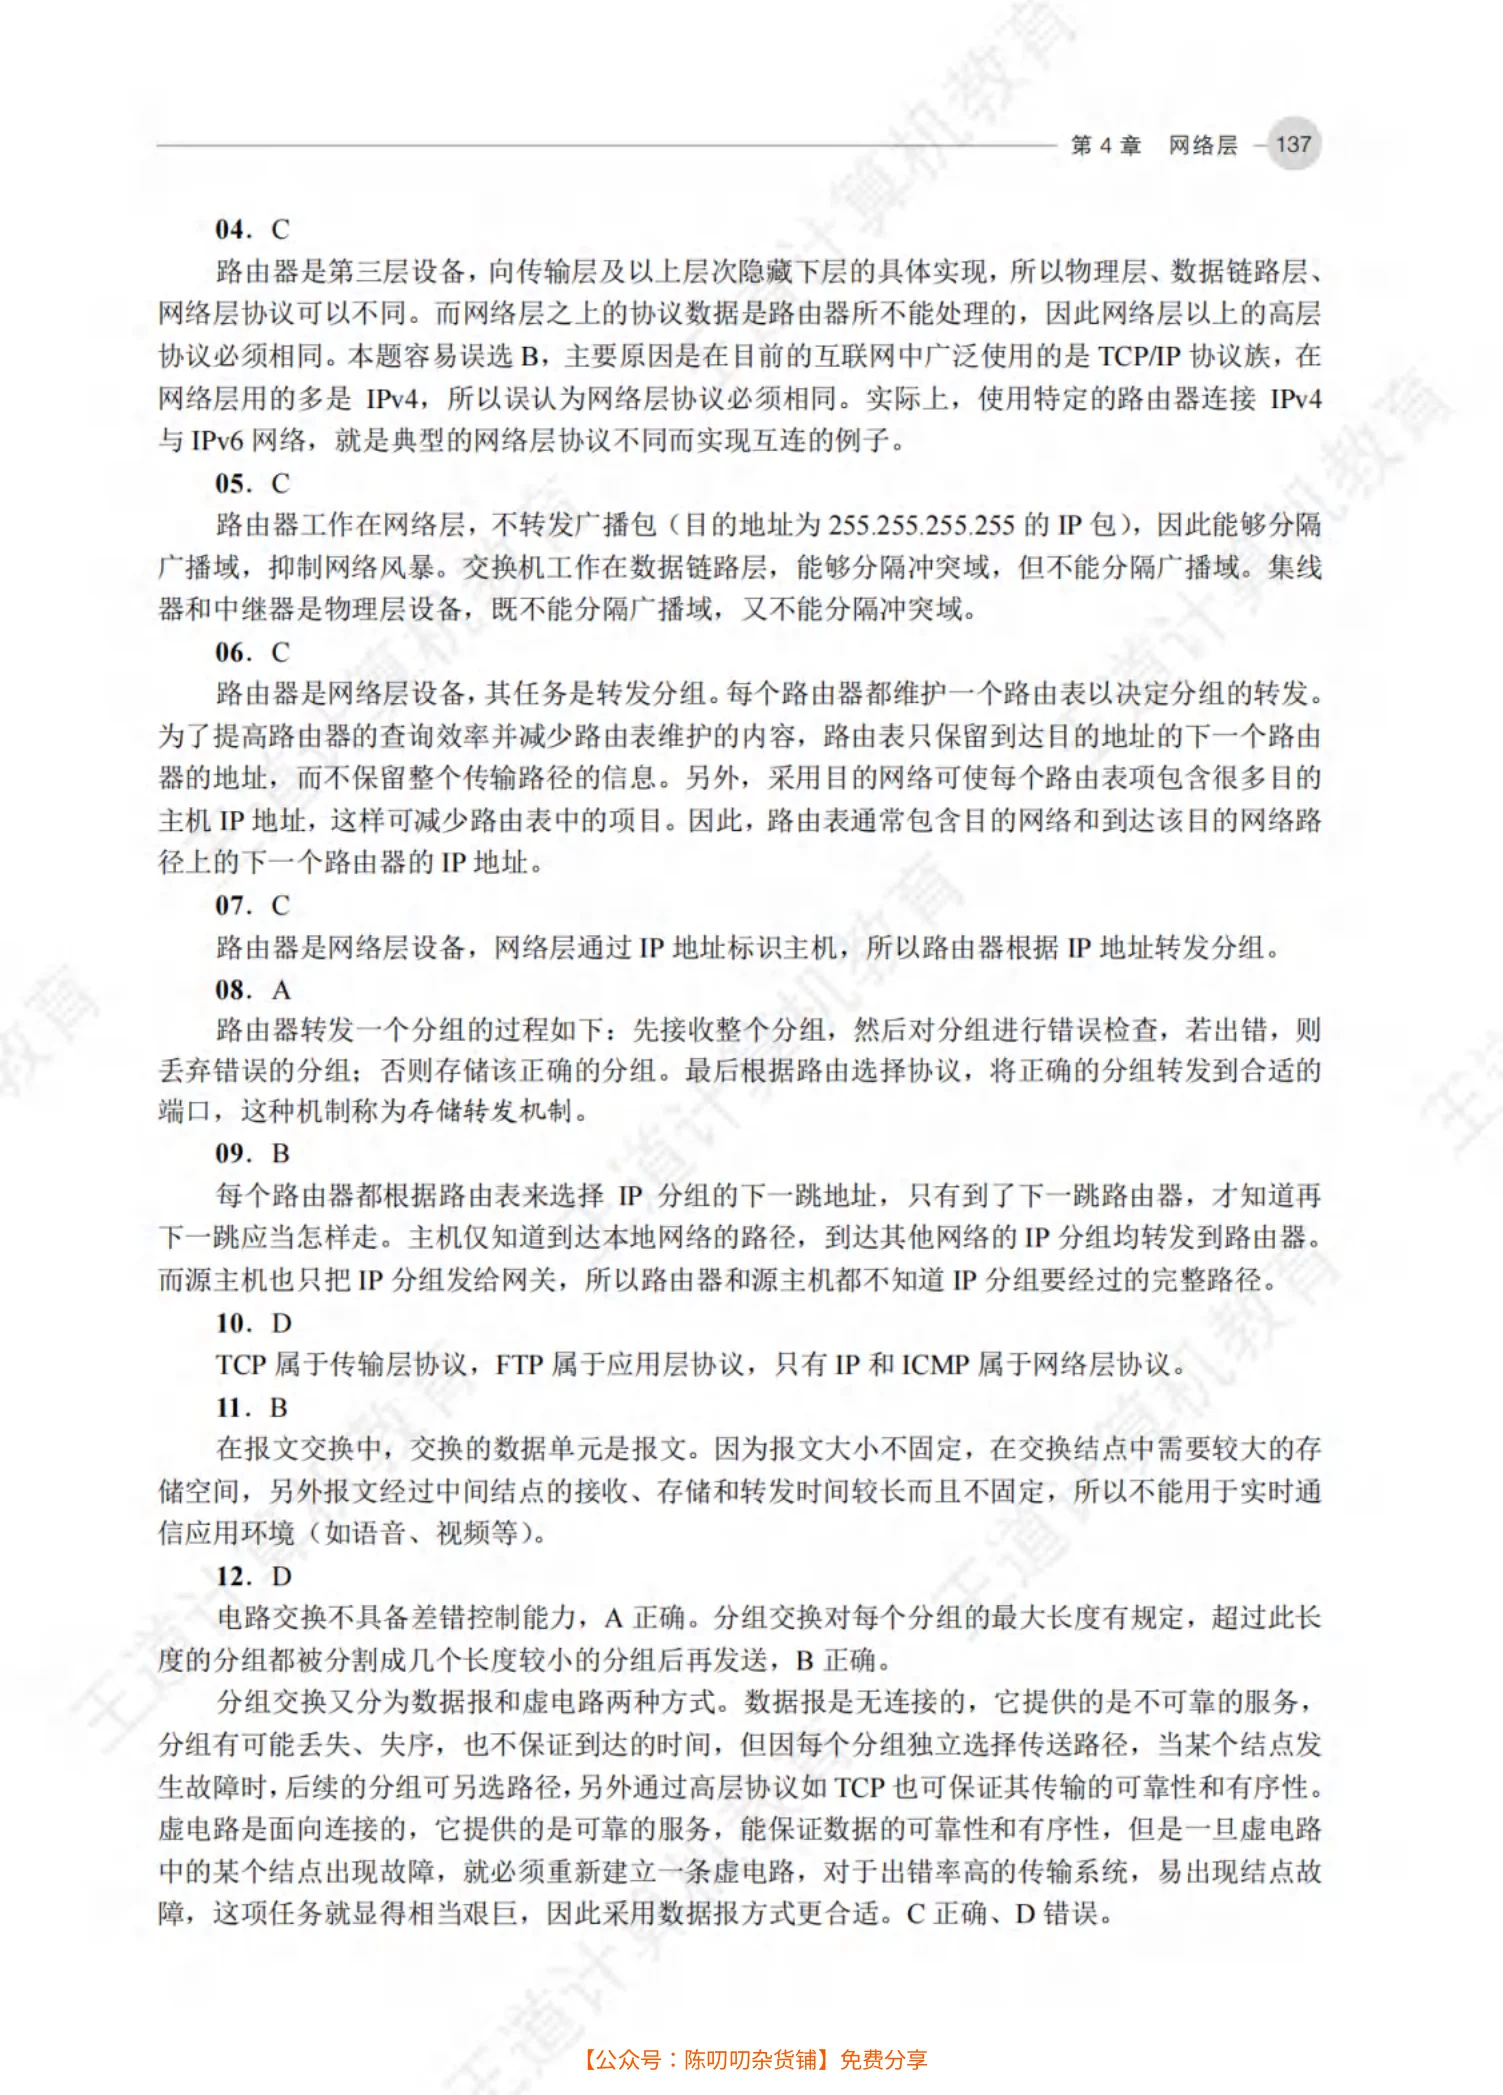 第 4 章 网络层 137
04. C
路由器是第三层设备，向传输层及以上层次隐藏下层的具体实现，所以物理层、数据链路层、
网络层协议可以不同。而网络层之上的协议数据是路由器所不能处理的，因此网络层以上的高层
协议必须相同。本题容易误选 B，主要原因是在目前的互联网中广泛使用的是 TCP/IP 协议族，在
网络层用的多是 IPv4，所以误认为网络层协议必须相同。实际上，使用特定的路由器连接 IPv4
与 IPv6 网络，就是典型的网络层协议不同而实现互连的例子。
05. C
路由器工作在网络层，不转发广播包（目的地址为 255.255.255.255 的 IP 包），因此能够分隔
广播域，抑制网络风暴。交换机工作在数据链路层，能够分隔冲突域，但不能分隔广播域。集线
器和中继器是物理层设备，既不能分隔广播域，又不能分隔冲突域。
06. C
路由器是网络层设备，其任务是转发分组。每个路由器都维护一个路由表以决定分组的转发。
为了提高路由器的查询效率并减少路由表维护的内容，路由表只保留到达目的地址的下一个路由
器的地址，而不保留整个传输路径的信息。另外，采用目的网络可使每个路由表项包含很多目的
主机 IP 地址，这样可减少路由表中的项目。因此，路由表通常包含目的网络和到达该目的网络路
径上的下一个路由器的 IP 地址。
07. C
路由器是网络层设备，网络层通过 IP 地址标识主机，所以路由器根据 IP 地址转发分组。
08. A
路由器转发一个分组的过程如下：先接收整个分组，然后对分组进行错误检查，若出错，则
丢弃错误的分组；否则存储该正确的分组。最后根据路由选择协议，将正确的分组转发到合适的
端口，这种机制称为存储转发机制。
09. B
每个路由器都根据路由表来选择 IP 分组的下一跳地址，只有到了下一跳路由器，才知道再
下一跳应当怎样走。主机仅知道到达本地网络的路径，到达其他网络的 IP 分组均转发到路由器。
而源主机也只把 IP 分组发给网关，所以路由器和源主机都不知道 IP 分组要经过的完整路径。
10. D
TCP 属于传输层协议，FTP 属于应用层协议，只有 IP 和 ICMP 属于网络层协议。
11. B
在报文交换中，交换的数据单元是报文。因为报文大小不固定，在交换结点中需要较大的存
储空间，另外报文经过中间结点的接收、存储和转发时间较长而且不固定，所以不能用于实时通
信应用环境（如语音、视频等）。
12. D
电路交换不具备差错控制能力，A 正确。分组交换对每个分组的最大长度有规定，超过此长
度的分组都被分割成几个长度较小的分组后再发送，B 正确。
分组交换又分为数据报和虚电路两种方式。数据报是无连接的，它提供的是不可靠的服务，
分组有可能丢失、失序，也不保证到达的时间，但因每个分组独立选择传送路径，当某个结点发
生故障时，后续的分组可另选路径，另外通过高层协议如 TCP 也可保证其传输的可靠性和有序性。
虚电路是面向连接的，它提供的是可靠的服务，能保证数据的可靠性和有序性，但是一旦虚电路
中的某个结点出现故障，就必须重新建立一条虚电路，对于出错率高的传输系统，易出现结点故
障，这项任务就显得相当艰巨，因此采用数据报方式更合适。C 正确、D 错误。
王道计算机教育
【公众号：陈叨叨杂货铺】免费分享